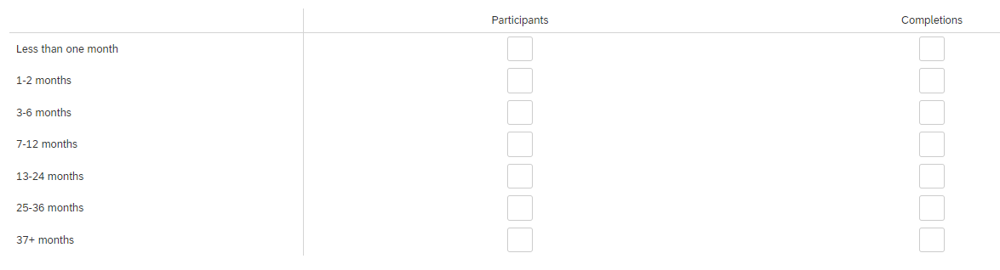 Participants Completions
Less than one month
1-2 months
3-6 months
7-12 months
13-24 months
25-36 months
37+ months